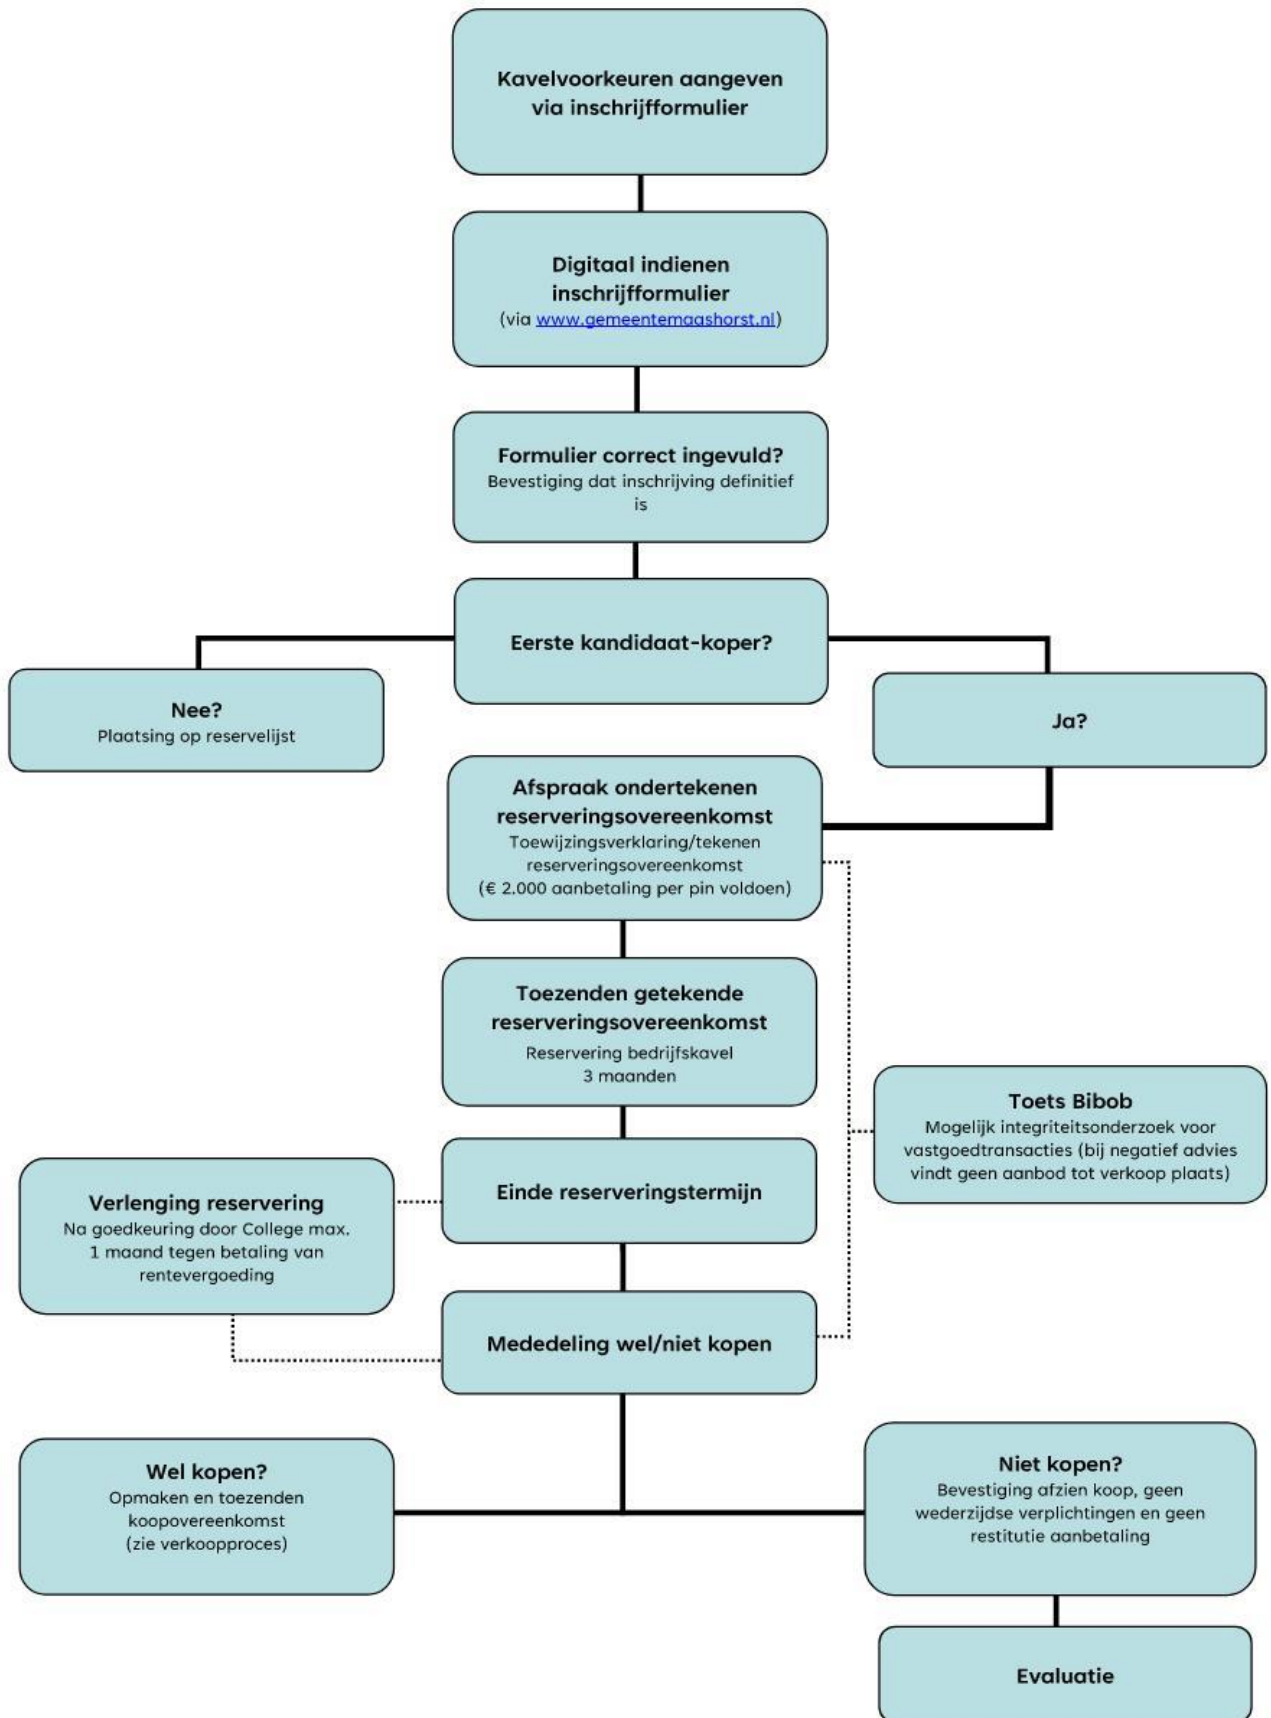 Kavelvoorkeuren aangeven
via inschrijfformulier
Digitaal indienen
inschrijfformulier
(via www.gemeentemaashorst.nl)
Formulier correct ingevuld?
Bevestiging dat inschrijving definitief
is
Eerste kandidaat-koper?
Nee?
Plaatsing op reservelijst
Ja?
Afspraak ondertekenen
reserveringsovereenkomst
Toewijzingsverklaring/tekenen
reserveringsovereenkomst
(€ 2.000 aanbetaling per pin voldoen)
Toezenden getekende
reserveringsovereenkomst
Reservering bedrijfskavel
3 maanden
Toets Bibob
Mogelijk integriteitsonderzoek voor
vastgoedtransacties (bij negatief advies
vindt geen aanbod tot verkoop plaats)
Einde reserveringstermijn
Verlenging reservering
Na goedkeuring door College max.
1 maand tegen betaling van
rentevergoeding
Mededeling wel/niet kopen
Wel kopen?
Opmaken en toezenden
koopovereenkomst
(zie verkoopproces)
Niet kopen?
Bevestiging afzien koop, geen
wederzijdse verplichtingen en geen
restitutie aanbetaling
Evaluatie